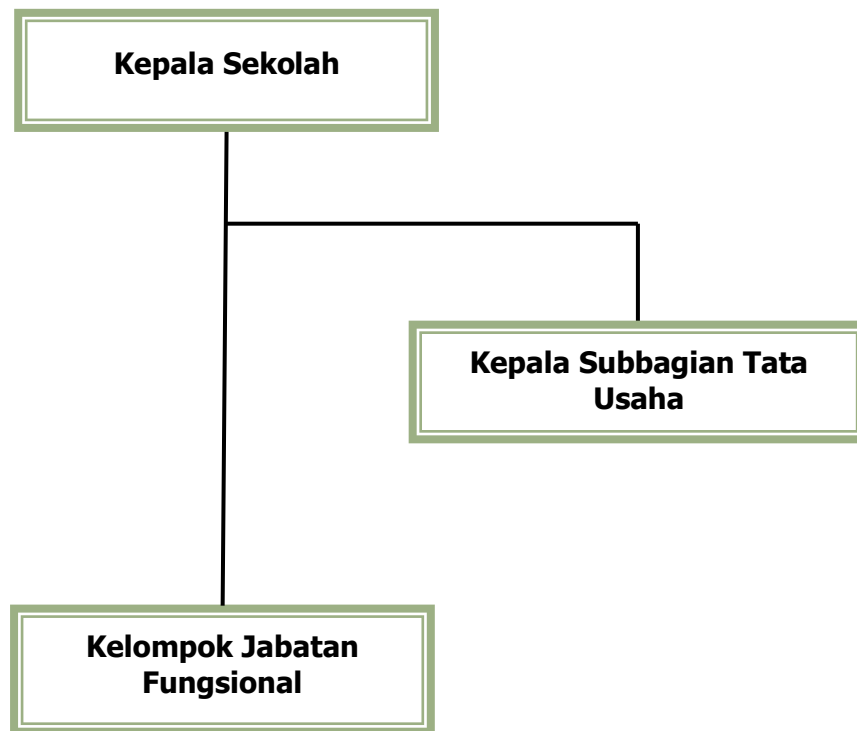 Kepala Sekolah
Kepala Subbagian Tata
Usaha
Kelompok Jabatan
Fungsional